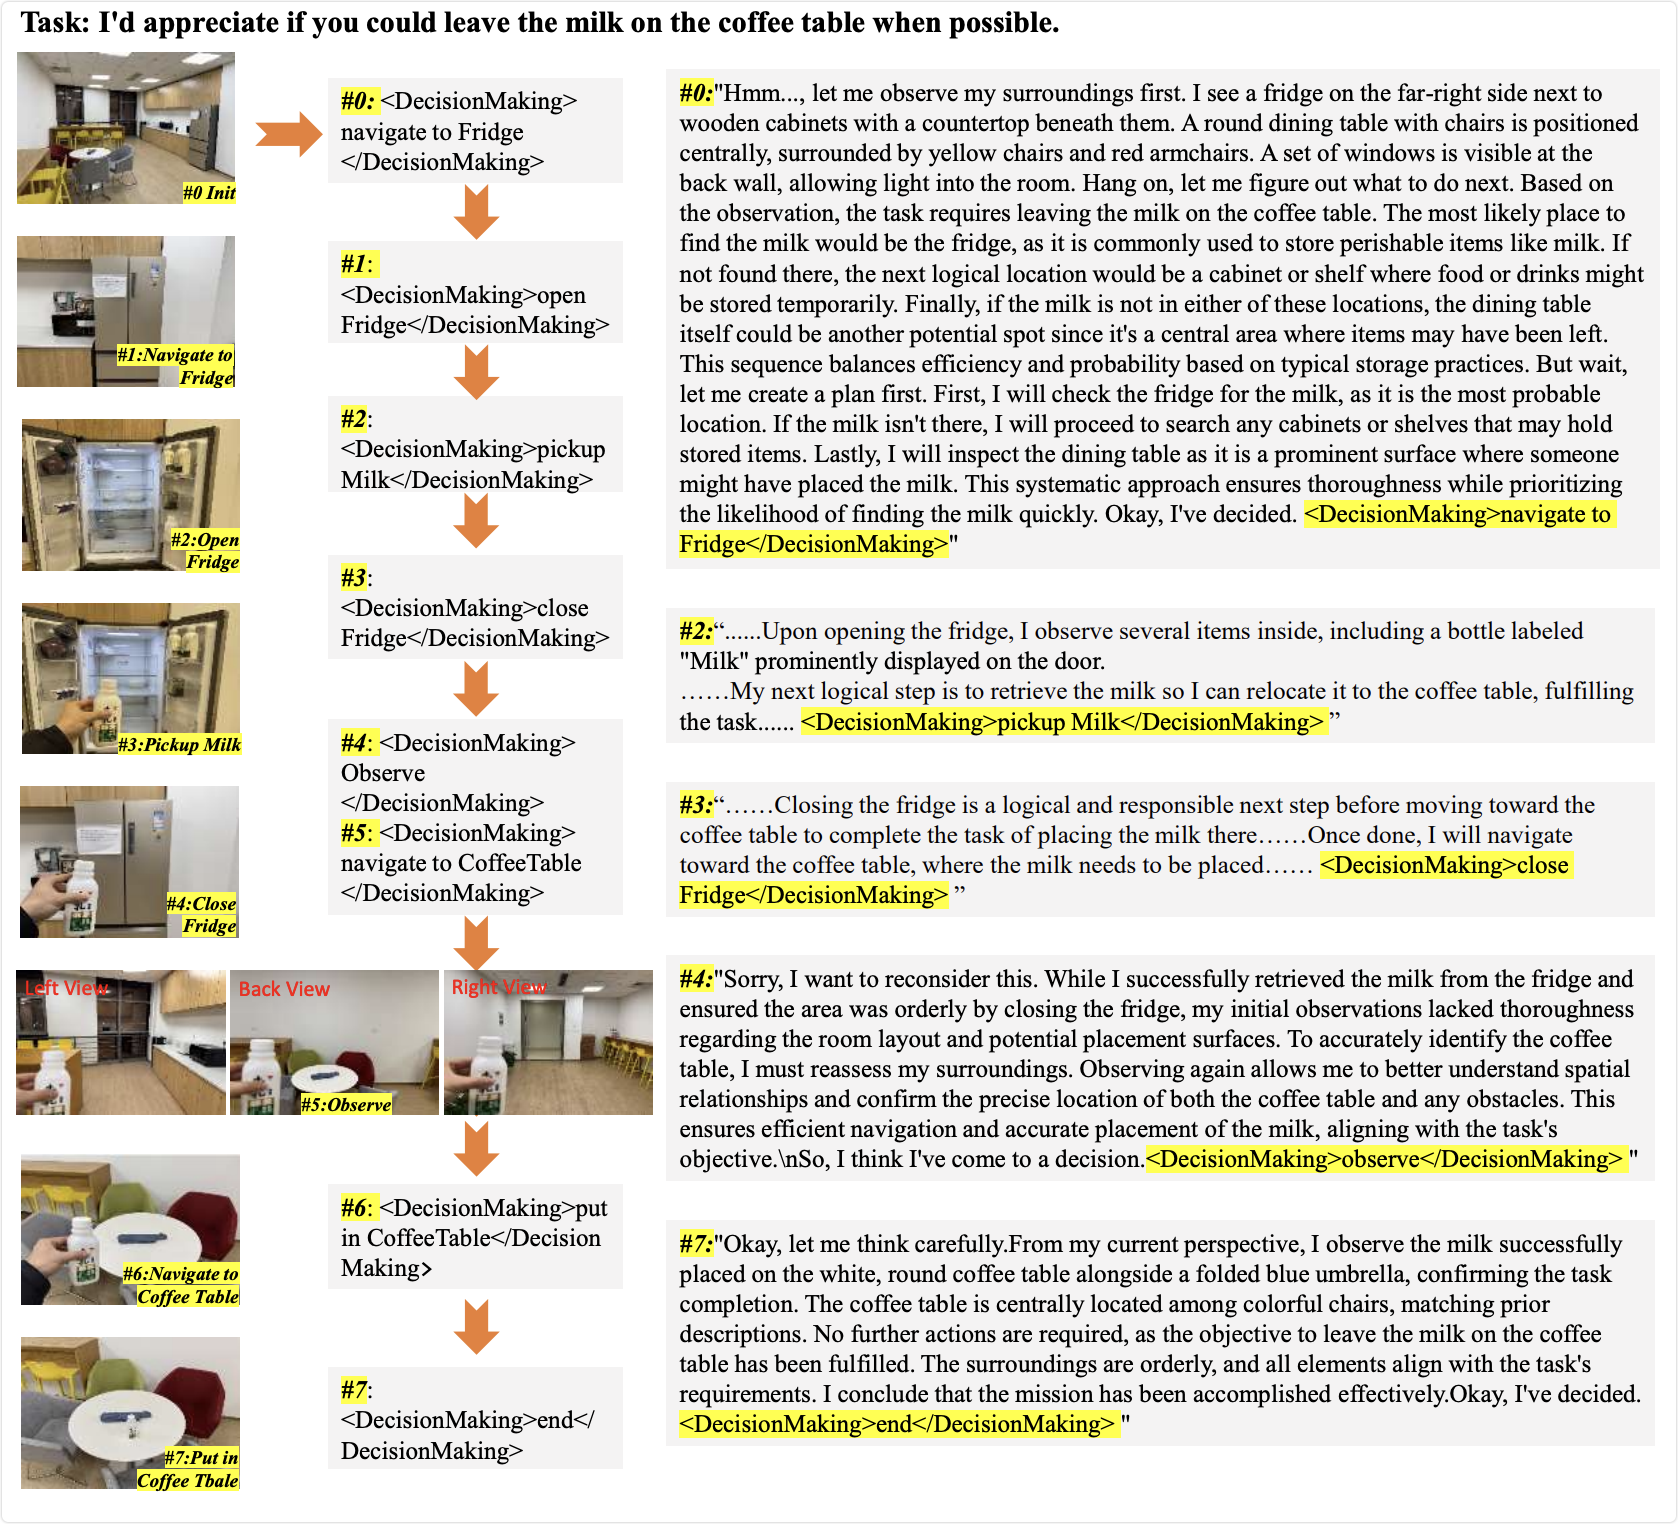 Task: I'd appreciate if you could leave the milk on the coffee table when possible.
#0 Init
#1:Navigate to
Fridge
#2:Open
Fridge
#3:Pickup Milk
#4:Close
Fridge
#0: <DecisionMaking>
navigate to Fridge
</DecisionMaking>
#1:
<DecisionMaking>open
Fridge</DecisionMaking>
#2:
<DecisionMaking>pickup
Milk</DecisionMaking>
#3:
<DecisionMaking>close
Fridge</DecisionMaking>
#4: <DecisionMaking>
Observe
</DecisionMaking>
#5: <DecisionMaking>
navigate to CoffeeTable
</DecisionMaking>
Left View
Back View
Right View
#5:Observe
#6:Navigate to
Coffee Table
#7:Put in
Coffee Tbale
#6: <DecisionMaking>put
in CoffeeTable</Decision
Making>
#7:
<DecisionMaking>end</
DecisionMaking>
#0:"Hmm..., let me observe my surroundings first. I see a fridge on the far-right side next to
wooden cabinets with a countertop beneath them. A round dining table with chairs is positioned
centrally, surrounded by yellow chairs and red armchairs. A set of windows is visible at the
back wall, allowing light into the room. Hang on, let me figure out what to do next. Based on
the observation, the task requires leaving the milk on the coffee table. The most likely place to
find the milk would be the fridge, as it is commonly used to store perishable items like milk. If
not found there, the next logical location would be a cabinet or shelf where food or drinks might
be stored temporarily. Finally, if the milk is not in either of these locations, the dining table
itself could be another potential spot since it's a central area where items may have been left.
This sequence balances efficiency and probability based on typical storage practices. But wait,
let me create a plan first. First, I will check the fridge for the milk, as it is the most probable
location. If the milk isn't there, I will proceed to search any cabinets or shelves that may hold
stored items. Lastly, I will inspect the dining table as it is a prominent surface where someone
might have placed the milk. This systematic approach ensures thoroughness while prioritizing
the likelihood of finding the milk quickly. Okay, I've decided. <DecisionMaking>navigate to
Fridge</DecisionMaking>"
#2:“......Upon opening the fridge, I observe several items inside, including a bottle labeled
"Milk" prominently displayed on the door.
……My next logical step is to retrieve the milk so I can relocate it to the coffee table, fulfilling
the task...... <DecisionMaking>pickup Milk</DecisionMaking> ”
#3:“……Closing the fridge is a logical and responsible next step before moving toward the
coffee table to complete the task of placing the milk there……Once done, I will navigate
toward the coffee table, where the milk needs to be placed…… <DecisionMaking>close
Fridge</DecisionMaking> ”
#4:"Sorry, I want to reconsider this. While I successfully retrieved the milk from the fridge and
ensured the area was orderly by closing the fridge, my initial observations lacked thoroughness
regarding the room layout and potential placement surfaces. To accurately identify the coffee
table, I must reassess my surroundings. Observing again allows me to better understand spatial
relationships and confirm the precise location of both the coffee table and any obstacles. This
ensures efficient navigation and accurate placement of the milk, aligning with the task's
objective.\nSo, I think I've come to a decision.<DecisionMaking>observe</DecisionMaking> "
#7:"Okay, let me think carefully.From my current perspective, I observe the milk successfully
placed on the white, round coffee table alongside a folded blue umbrella, confirming the task
completion. The coffee table is centrally located among colorful chairs, matching prior
descriptions. No further actions are required, as the objective to leave the milk on the coffee
table has been fulfilled. The surroundings are orderly, and all elements align with the task's
requirements. I conclude that the mission has been accomplished effectively.Okay, I've decided.
<DecisionMaking>end</DecisionMaking> "